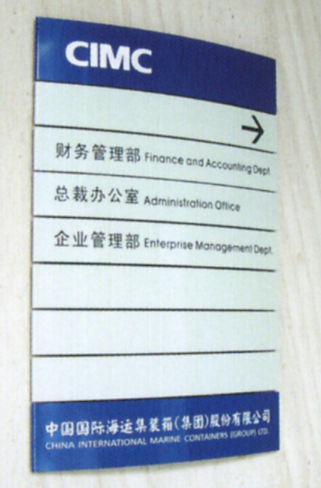 CIMC
财务管理部 Finance and Accounting Dept.
总裁办公室 Administration Office
企业管理部 Enterprise Management Dept.
中国国际海运集装箱(集团)股份有限公司
CHINA INTERNATIONAL MARINE CONTAINERS (GROUP) LTD.